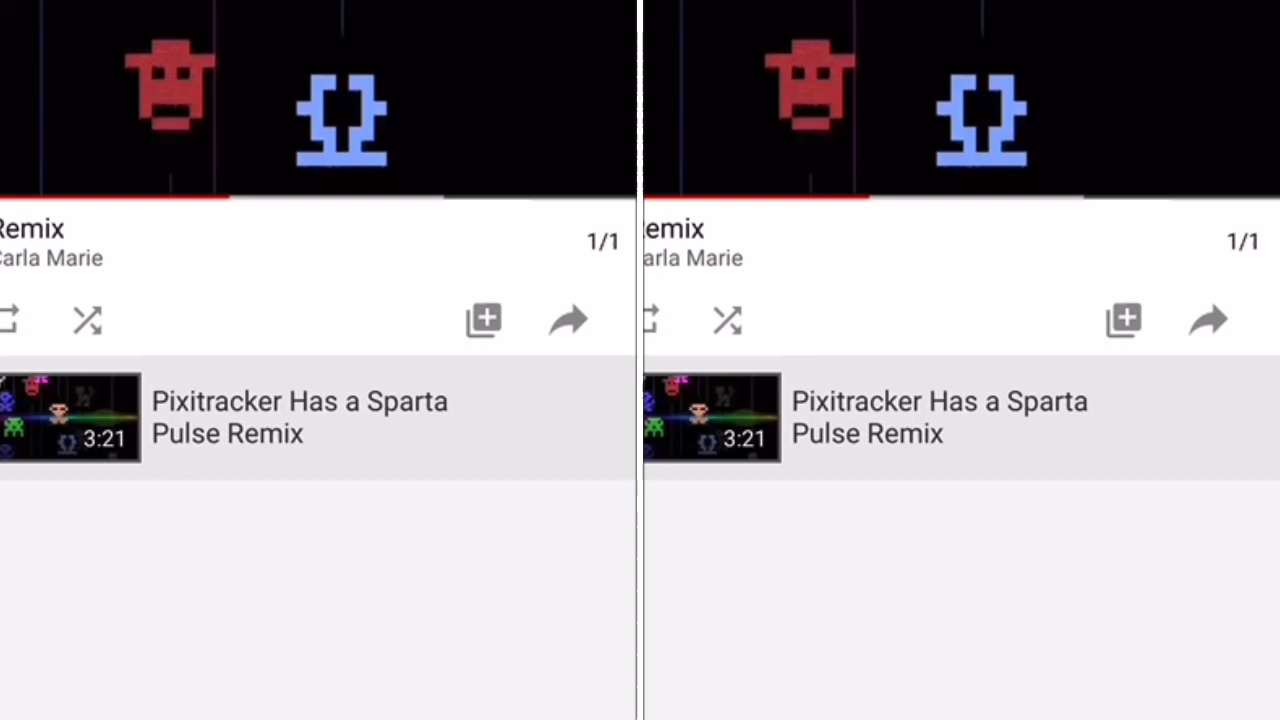 Remix
Carla Marie
1/1
3:21
Pixitracker Has a Sparta
Pulse Remix
emix
arla Marie
1/1
3:21
Pixitracker Has a Sparta
Pulse Remix